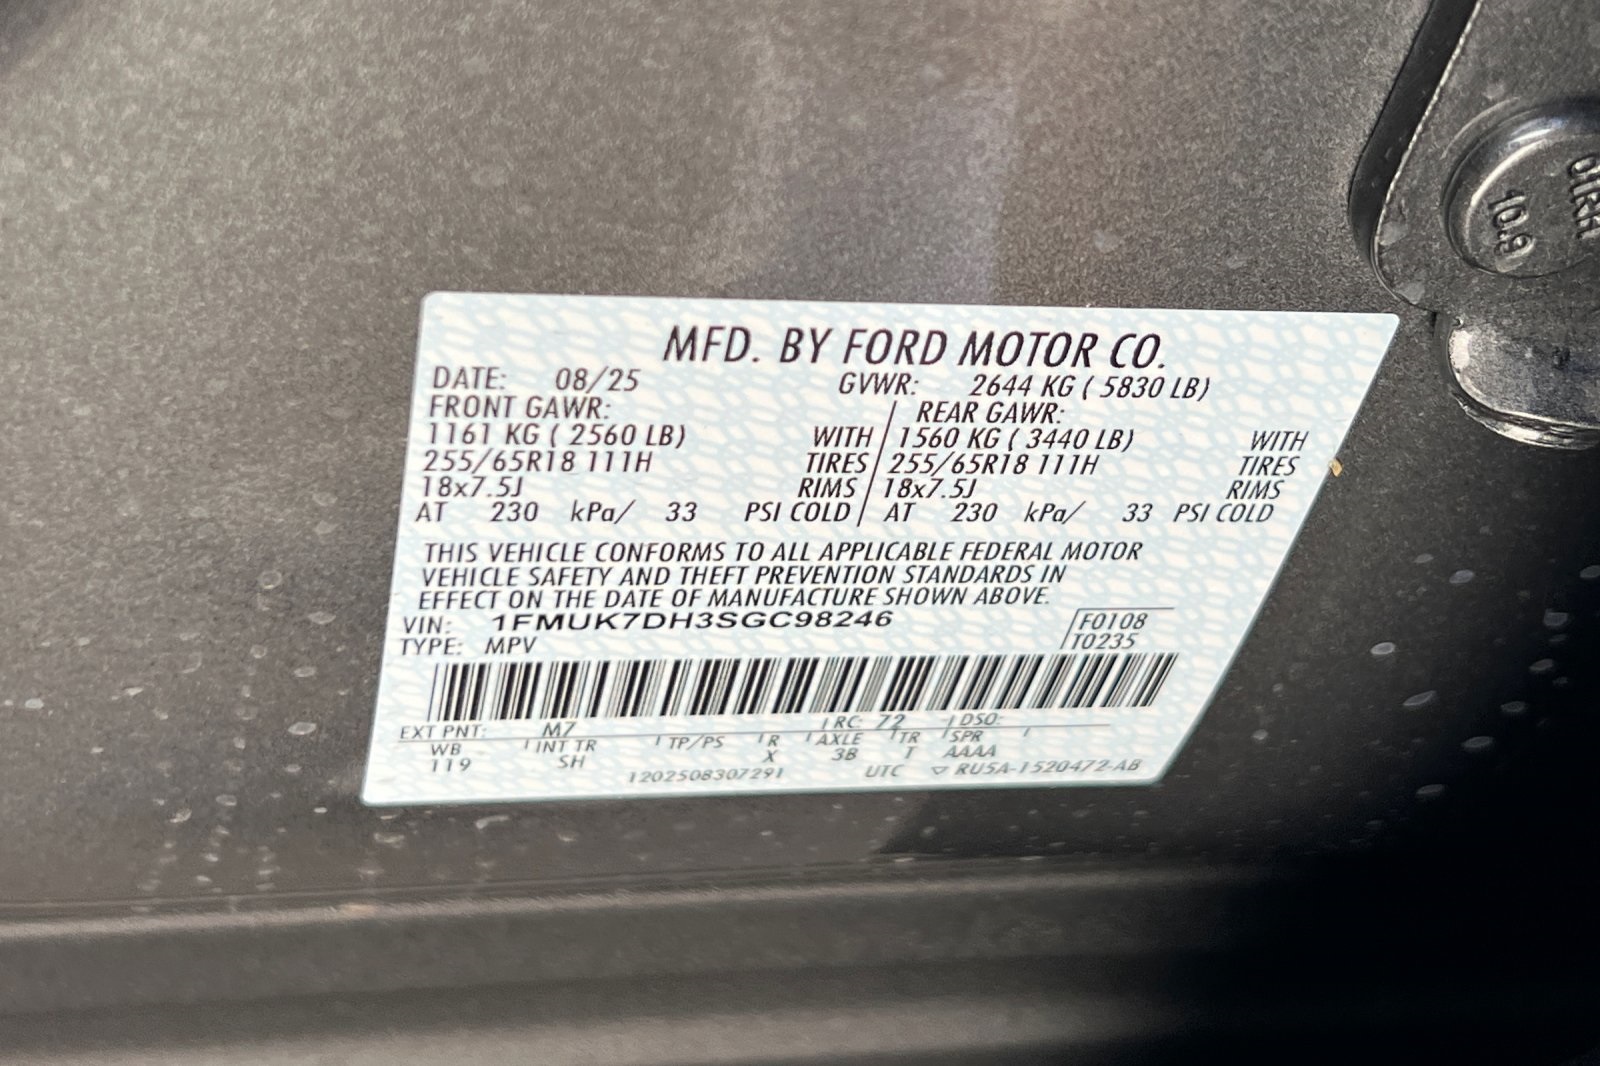 MFD. BY FORD MOTOR CO.
DATE: 08/25 GVWR: 2644 KG ( 5830 LB)
FRONT GAWR: REAR GAWR:
1161 KG ( 2560 LB) WITH / 1560 KG ( 3440 LB) WITH
255/65R18 111H TIRES / 255/65R18 111H TIRES
18x7.5J RIMS / 18x7.5J RIMS
AT 230 kPa/ 33 PSI COLD / AT 230 kPa/ 33 PSI COLD
THIS VEHICLE CONFORMS TO ALL APPLICABLE FEDERAL MOTOR
VEHICLE SAFETY AND THEFT PREVENTION STANDARDS IN
EFFECT ON THE DATE OF MANUFACTURE SHOWN ABOVE.
VIN: 1FMUK7DH3SGC98246 F0108
TYPE: MPV T0235
EXT PNT: M7 RC: 72 DSO:
WB INT TR TP/PS R AXLE TR SPR
119 SH X 3B T AAAA
1202508307291 UTC ▽ RU5A-1520472-AB
10.9